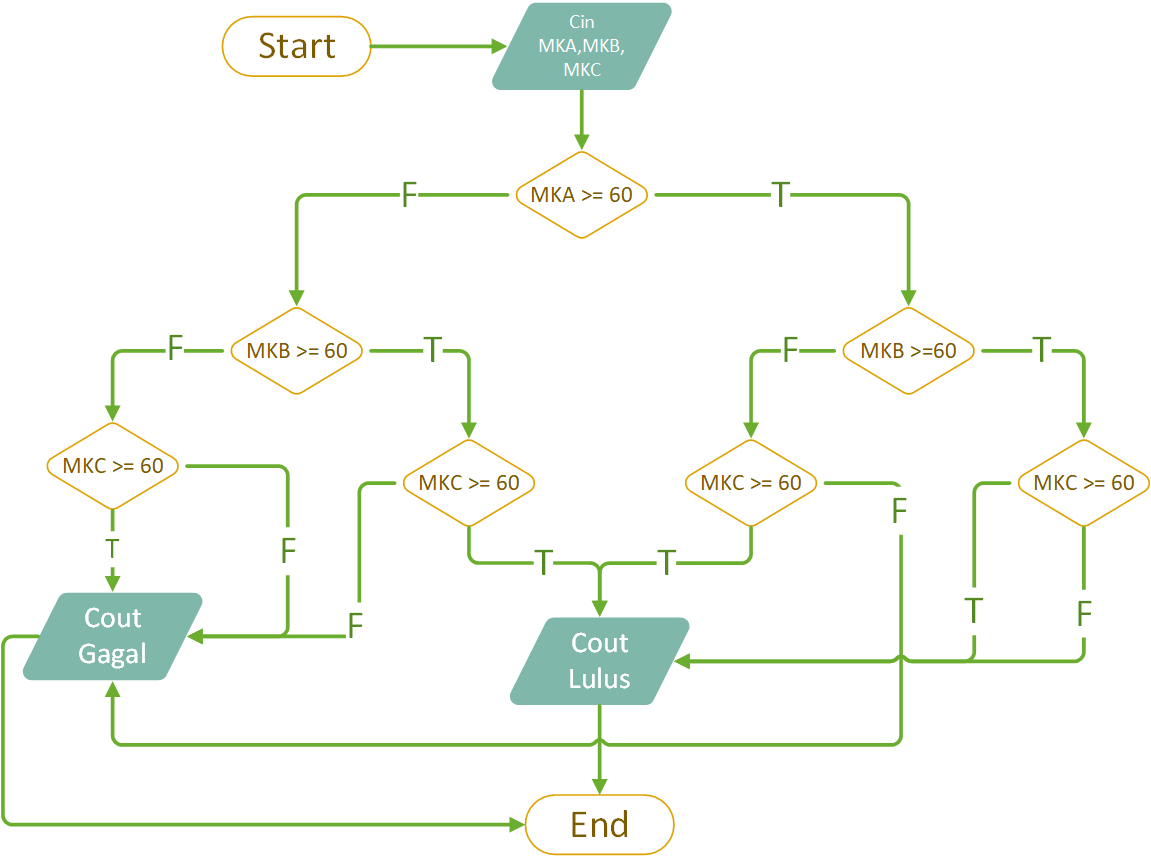 Start
Cin
MKA,MKB,
MKC
MKA >= 60
F
T
MKB >= 60
F
T
MKB >=60
F
T
MKC >= 60
T
F
MKC >= 60
F
T
MKC >= 60
T
F
MKC >= 60
T
F
Cout
Gagal
Cout
Lulus
End